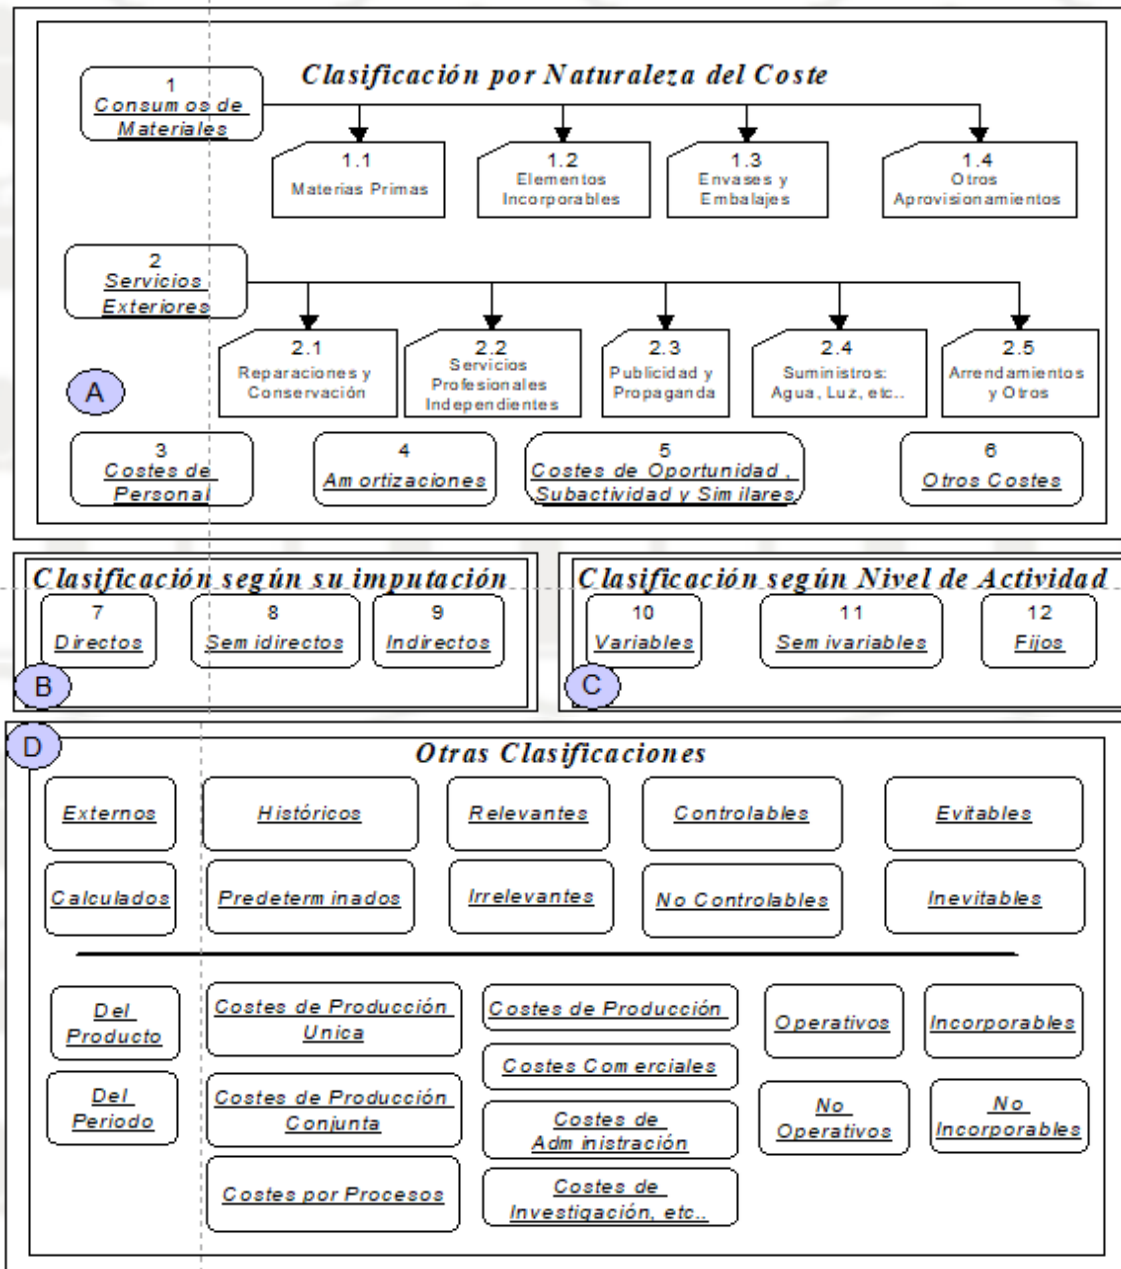 Clasificación por Naturaleza del Coste
1
Consumos de
Materiales
1.1
Materias Primas
1.2
Elementos
Incorporables
1.3
Envases y
Embalajes
1.4
Otros
Aprovisionamientos
2
Servicios
Exteriores
2.1
Reparaciones y
Conservación
2.2
Servicios
Profesionales
Independientes
2.3
Publicidad y
Propaganda
2.4
Suministros:
Agua, Luz, etc..
2.5
Arrendamientos
y Otros
A
3
Costes de
Personal
4
Amortizaciones
5
Costes de Oportunidad ,
Subactividad y Similares
6
Otros Costes
Clasificación según su imputación
7
Directos
8
Semidirectos
9
Indirectos
B
Clasificación según Nivel de Actividad
10
Variables
11
Semivariables
12
Fijos
C
D
Otras Clasificaciones
Externos
Históricos
Relevantes
Controlables
Evitables
Calculados
Predeterminados
Irrelevantes
No Controlables
Inevitables
Del
Producto
Costes de Producción
Unica
Costes de Producción
Operativos
Incorporables
Costes Comerciales
Del
Periodo
Costes de Producción
Conjunta
Costes de
Administración
No
Operativos
No
Incorporables
Costes por Procesos
Costes de
Investigación, etc..